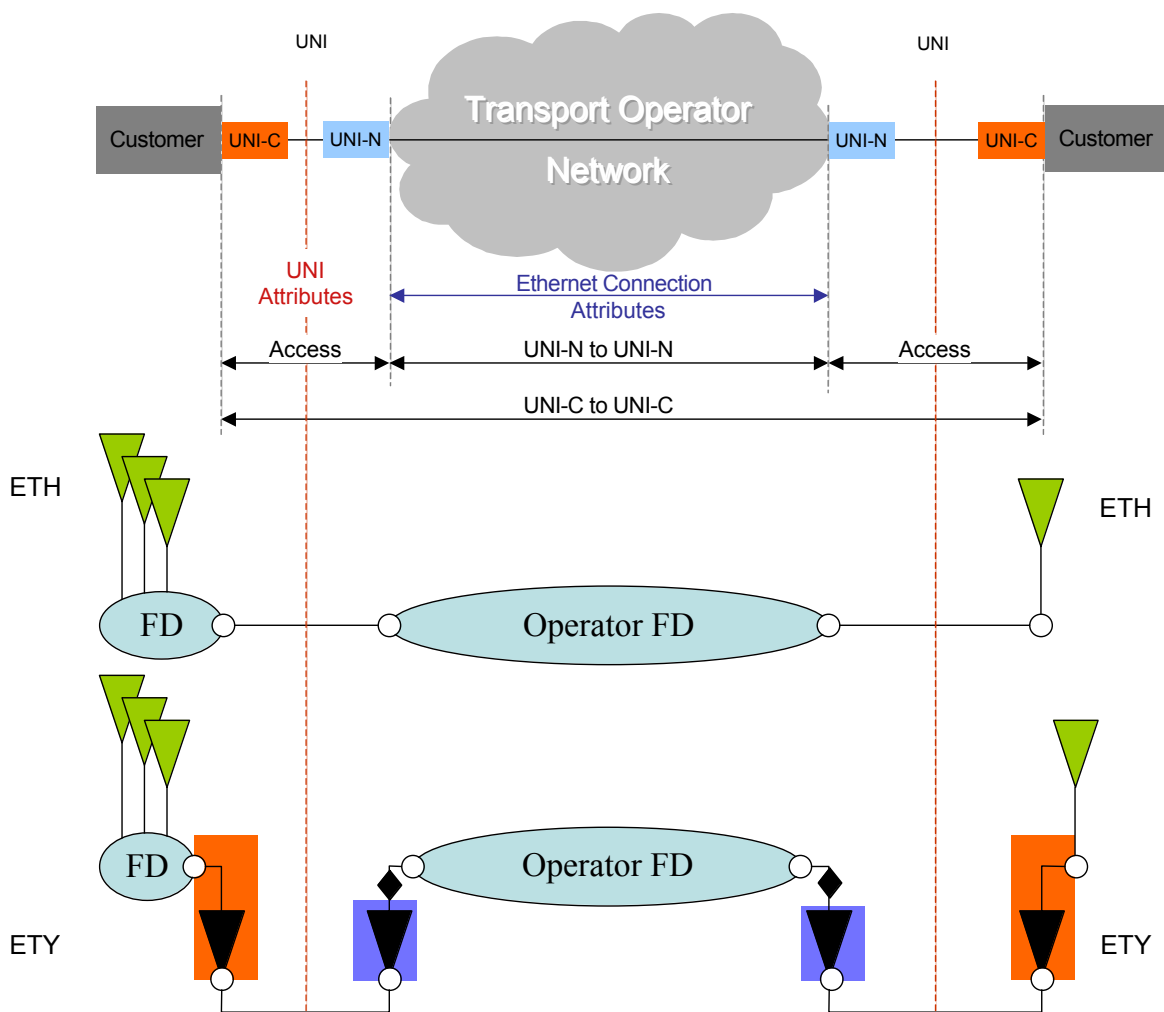 UNI
UNI
Transport Operator
Network
Customer
UNI-C
UNI-N
UNI-N
UNI-C
Customer
UNI
Attributes
Ethernet Connection
Attributes
Access
UNI-N to UNI-N
Access
UNI-C to UNI-C
ETH
ETH
FD
Operator FD
FD
Operator FD
ETY
ETY